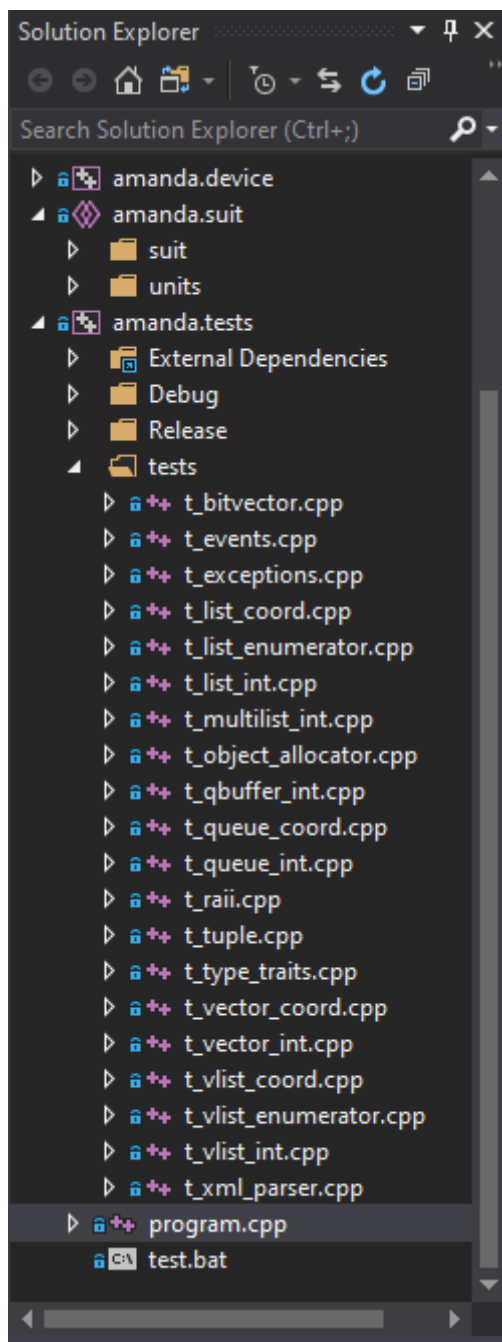 Solution Explorer
Search Solution Explorer (Ctrl+;)
amanda.device
amanda.suit
suit
units
amanda.tests
External Dependencies
Debug
Release
tests
t_bitvector.cpp
t_events.cpp
t_exceptions.cpp
t_list_coord.cpp
t_list_enumerator.cpp
t_list_int.cpp
t_multilist_int.cpp
t_object_allocator.cpp
t_qbuffer_int.cpp
t_queue_coord.cpp
t_queue_int.cpp
t_raii.cpp
t_tuple.cpp
t_type_traits.cpp
t_vector_coord.cpp
t_vector_int.cpp
t_vlist_coord.cpp
t_vlist_enumerator.cpp
t_vlist_int.cpp
t_xml_parser.cpp
program.cpp
C:\ test.bat